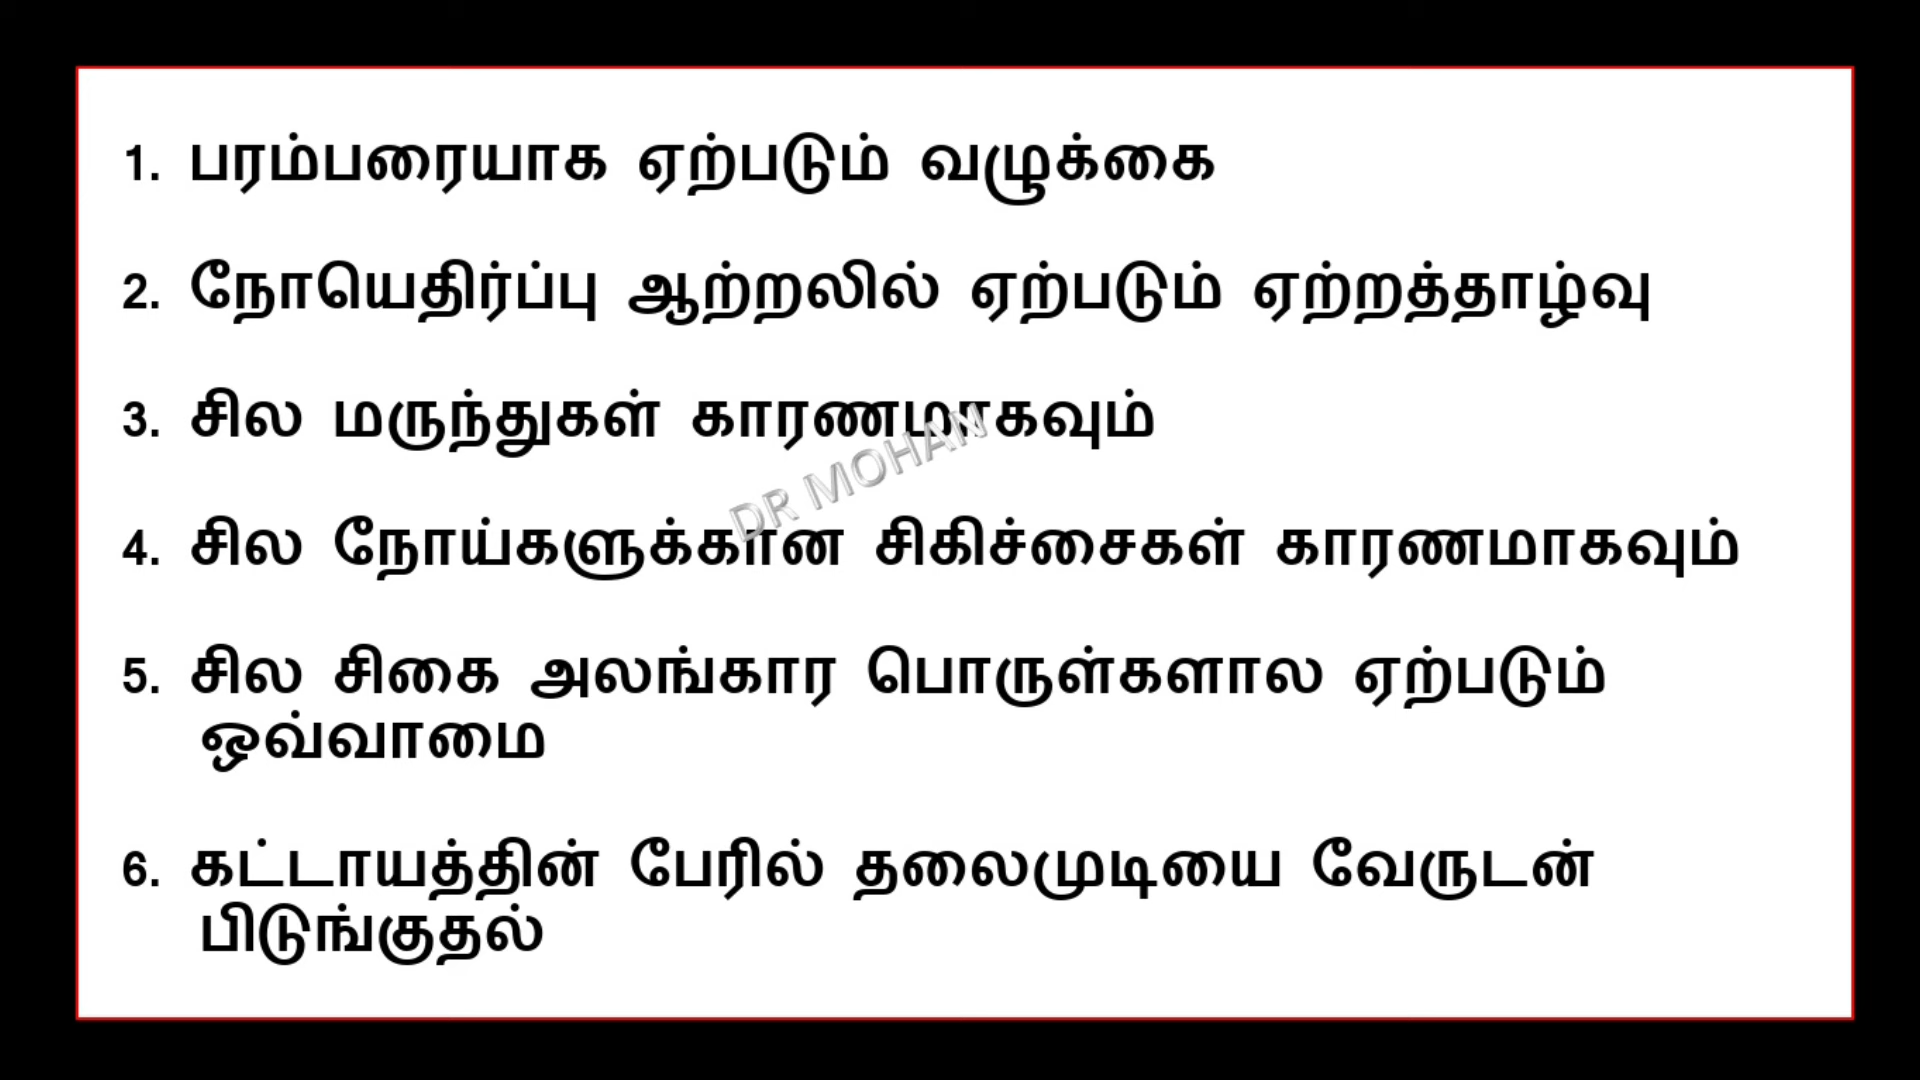 1. பரம்பரையாக ஏற்படும் வழுக்கை
2. நோயெதிர்ப்பு ஆற்றலில் ஏற்படும் ஏற்றத்தாழ்வு
3. சில மருந்துகள் காரணமாகவும்
DR MOHAN
4. சில நோய்களுக்கான சிகிச்சைகள் காரணமாகவும்
5. சில சிகை அலங்கார பொருள்களால ஏற்படும்
ஒவ்வாமை
6. கட்டாயத்தின் பேரில் தலைமுடியை வேருடன்
பிடுங்குதல்